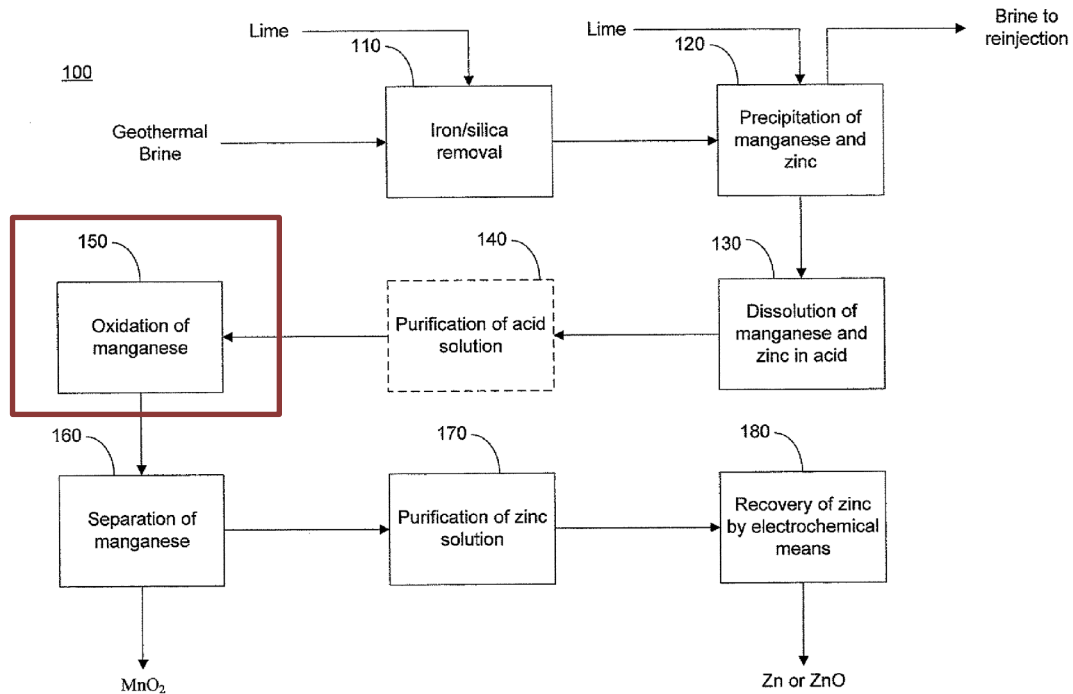 Lime
110
Lime
120
Brine to
reinjection
100
Geothermal
Brine
Iron/silica
removal
Precipitation of
manganese and
zinc
150
140
130
Oxidation of
manganese
Purification of acid
solution
Dissolution of
manganese and
zinc in acid
160
170
180
Separation of
manganese
Purification of zinc
solution
Recovery of zinc
by electrochemical
means
MnO₂
Zn or ZnO